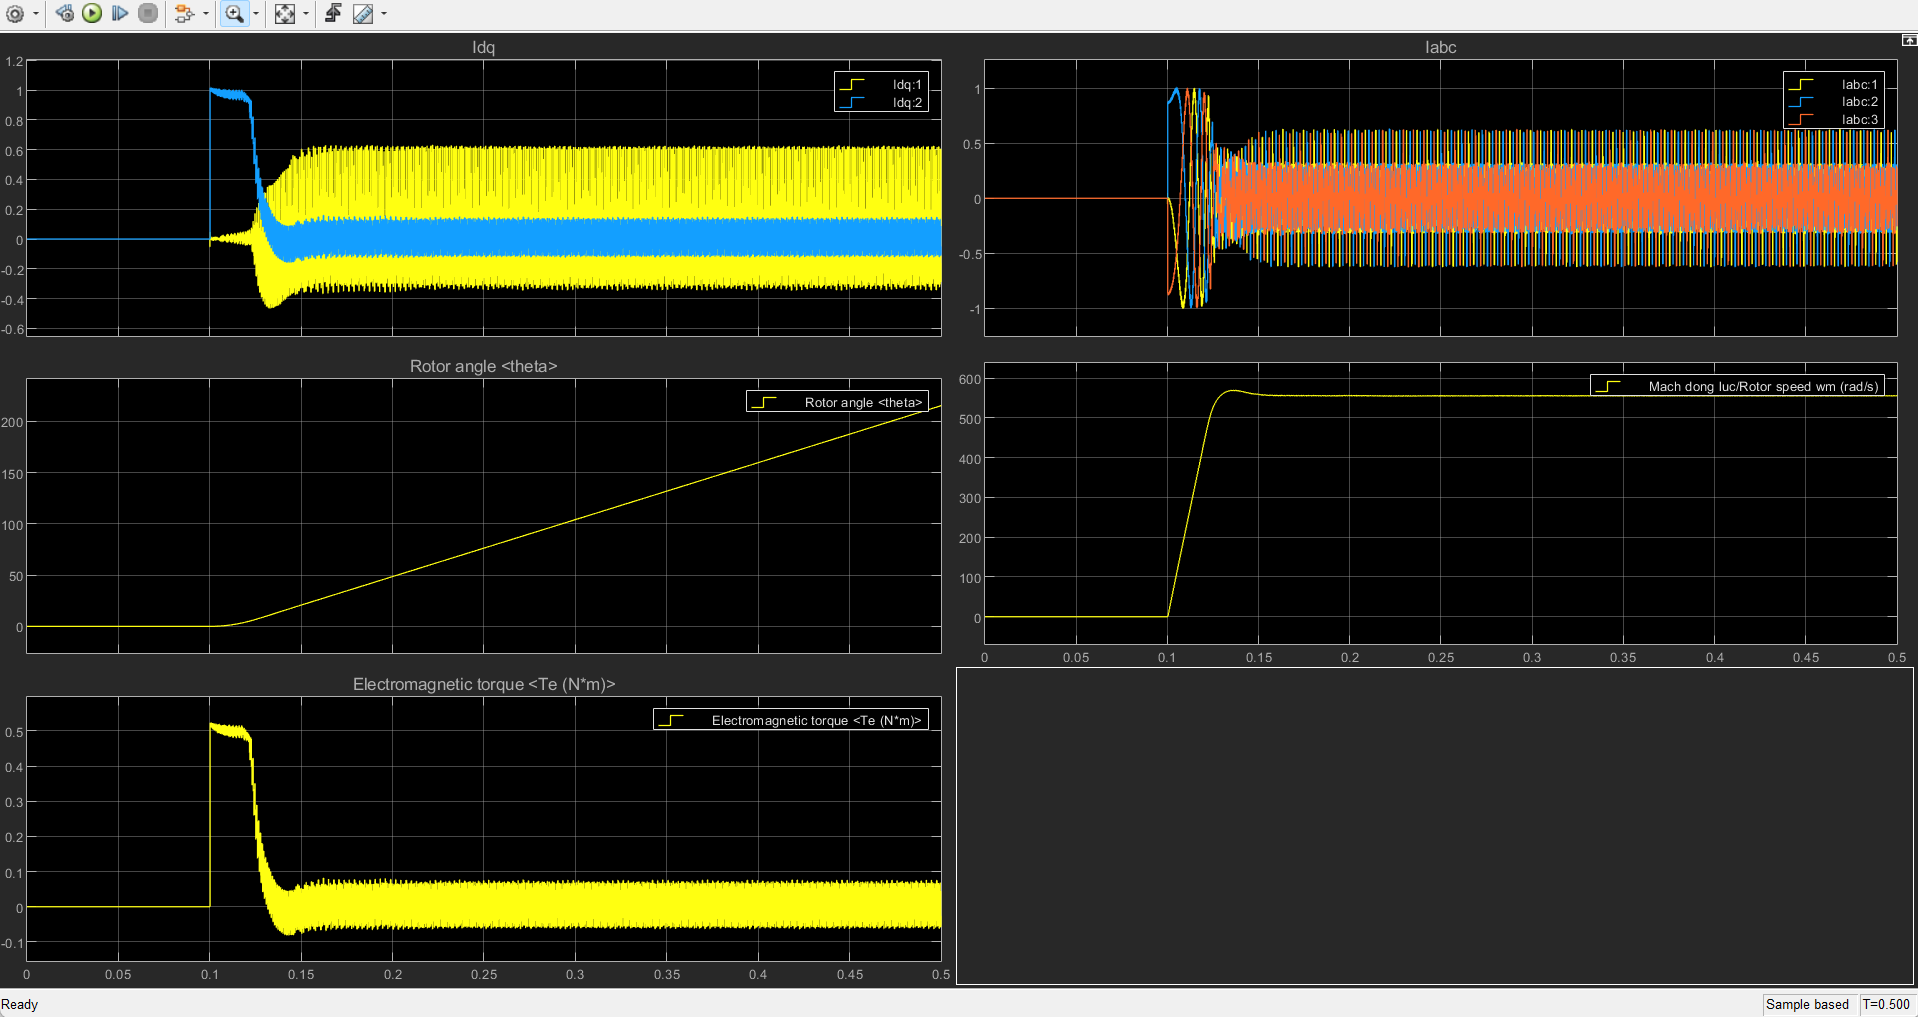 Idq
1.2
1
0.8
0.6
0.4
0.2
0
-0.2
-0.4
-0.6
Idq:1
Idq:2
Iabc
1
0.5
0
-0.5
-1
Iabc:1
Iabc:2
Iabc:3
Rotor angle <theta>
200
150
100
50
0
Rotor angle <theta>
600
500
400
300
200
100
0
Mach dong luc/Rotor speed wm (rad/s)
0 0.05 0.1 0.15 0.2 0.25 0.3 0.35 0.4 0.45 0.5
Electromagnetic torque <Te (N*m)>
0.5
0.4
0.3
0.2
0.1
0
-0.1
Electromagnetic torque <Te (N*m)>
0 0.05 0.1 0.15 0.2 0.25 0.3 0.35 0.4 0.45 0.5
Ready
Sample based T=0.500